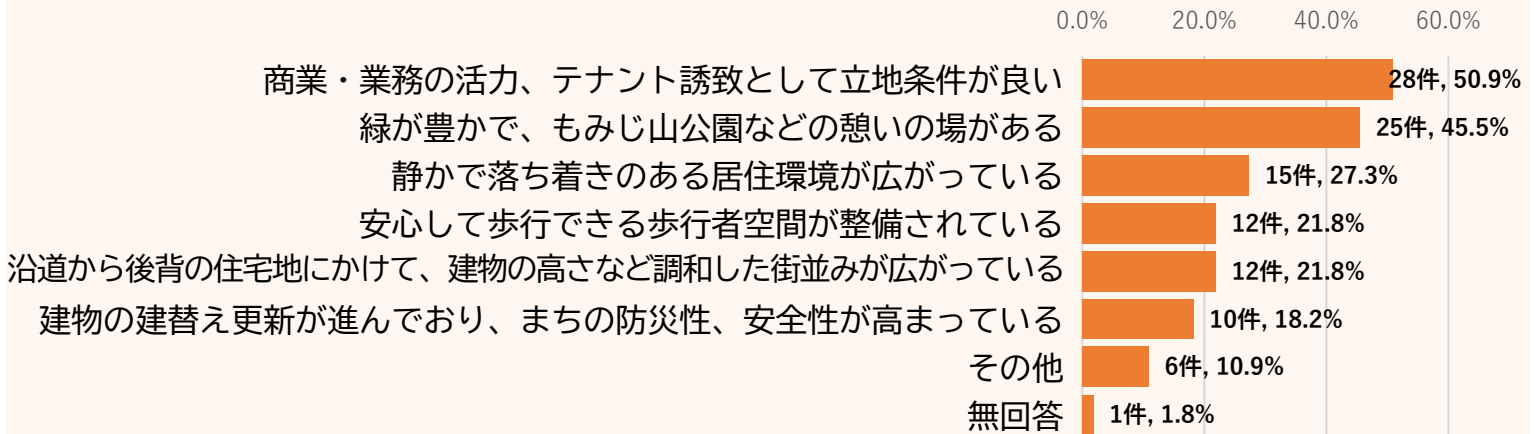 0.0% 20.0% 40.0% 60.0%
商業・業務の活力、テナント誘致として立地条件が良い 28件, 50.9%
緑が豊かで、もみじ山公園などの憩いの場がある 25件, 45.5%
静かで落ち着きのある居住環境が広がっている 15件, 27.3%
安心して歩行できる歩行者空間が整備されている 12件, 21.8%
沿道から後背の住宅地にかけて、建物の高さなど調和した街並みが広がっている 12件, 21.8%
建物の建替え更新が進んでおり、まちの防災性、安全性が高まっている 10件, 18.2%
その他 6件, 10.9%
無回答 1件, 1.8%